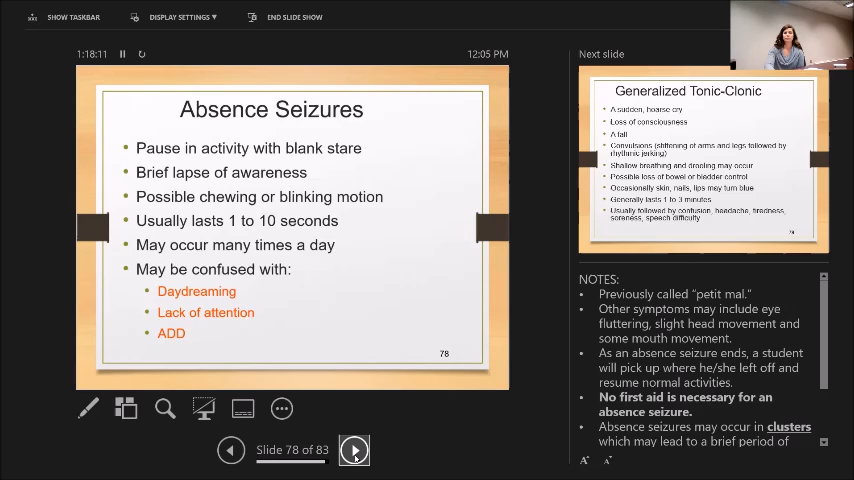 SHOW TASKBAR
DISPLAY SETTINGS ▼
END SLIDE SHOW
1:18:11
12:05 PM
Absence Seizures
• Pause in activity with blank stare
• Brief lapse of awareness
• Possible chewing or blinking motion
• Usually lasts 1 to 10 seconds
• May occur many times a day
• May be confused with:
• Daydreaming
• Lack of attention
• ADD
78
Slide 78 of 83
Next slide
Generalized Tonic-Clonic
• A sudden, hoarse cry
• Loss of consciousness
• A fall
• Convulsions (stiffening of arms and legs followed by
rhythmic jerking)
• Shallow breathing and drooling may occur
• Possible loss of bowel or bladder control
• Occasionally skin, nails, lips may turn blue
• Generally lasts 1 to 3 minutes
• Usually followed by confusion, headache, tiredness,
soreness, speech difficulty
79
NOTES:
• Previously called "petit mal."
• Other symptoms may include eye
fluttering, slight head movement and
some mouth movement.
• As an absence seizure ends, a student
will pick up where he/she left off and
resume normal activities.
• No first aid is necessary for an
absence seizure.
• Absence seizures may occur in clusters
which may lead to a brief period of
A A